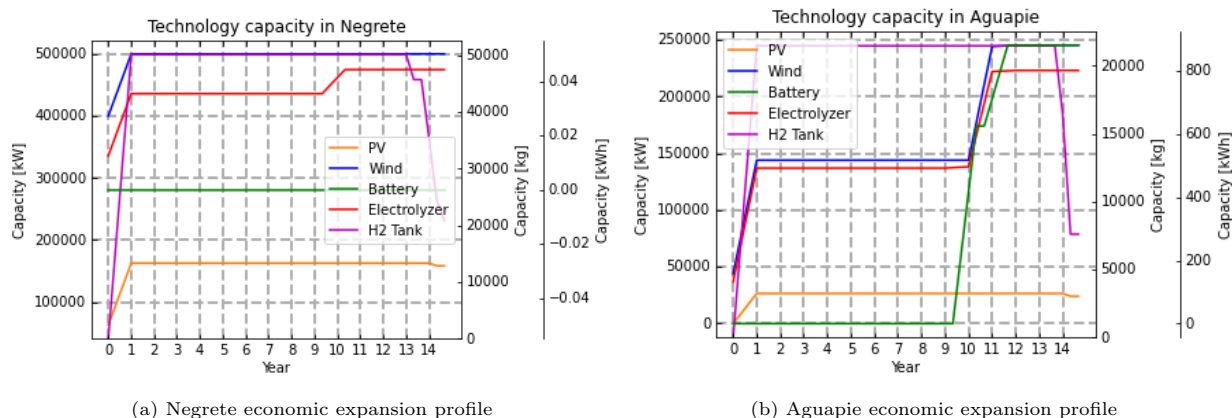 Technology capacity in Negrete
500000
400000
300000
200000
100000
Capacity [kW]
PV
Wind
Battery
Electrolyzer
H2 Tank
50000
40000
30000
20000
10000
0
Capacity [kg]
0.04
0.02
0.00
−0.02
−0.04
Capacity [kWh]
0 1 2 3 4 5 6 7 8 9 10 11 12 13 14
Year
(a) Negrete economic expansion profile
Technology capacity in Aguapie
250000
200000
150000
100000
50000
0
Capacity [kW]
PV
Wind
Battery
Electrolyzer
H2 Tank
20000
15000
10000
5000
0
Capacity [kg]
800
600
400
200
0
Capacity [kWh]
0 1 2 3 4 5 6 7 8 9 10 11 12 13 14
Year
(b) Aguapie economic expansion profile